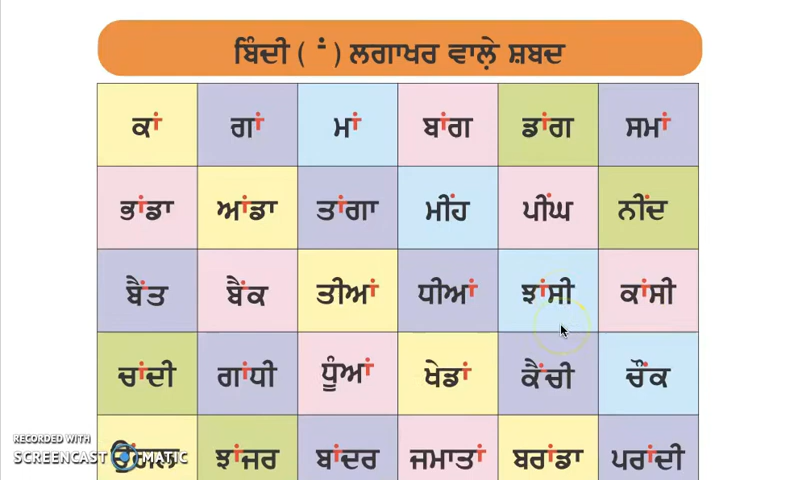 ਬਿੰਦੀ ( ਂ ) ਲਗਾਖਰ ਵਾਲ਼ੇ ਸ਼ਬਦ
ਕਾਂ ਗਾਂ ਮਾਂ ਬਾਂਗ ਡਾਂਗ ਸਮਾਂ
ਭਾਂਡਾ ਆਂਡਾ ਤਾਂਗਾ ਮੀਂਹ ਪੀਂਘ ਨੀਂਦ
ਬੈਂਤ ਬੈਂਕ ਤੀਆਂ ਧੀਆਂ ਝਾਂਸੀ ਕਾਂਸੀ
ਚਾਂਦੀ ਗਾਂਧੀ ਧੂੰਆਂ ਖੇਡਾਂ ਕੈਂਚੀ ਚੌਂਕ
ਝਾਂਜਰ ਬਾਂਦਰ ਜਮਾਤਾਂ ਬਰਾਂਡਾ ਪਰਾਂਦੀ
RECORDED WITH
SCREENCAST MATIC